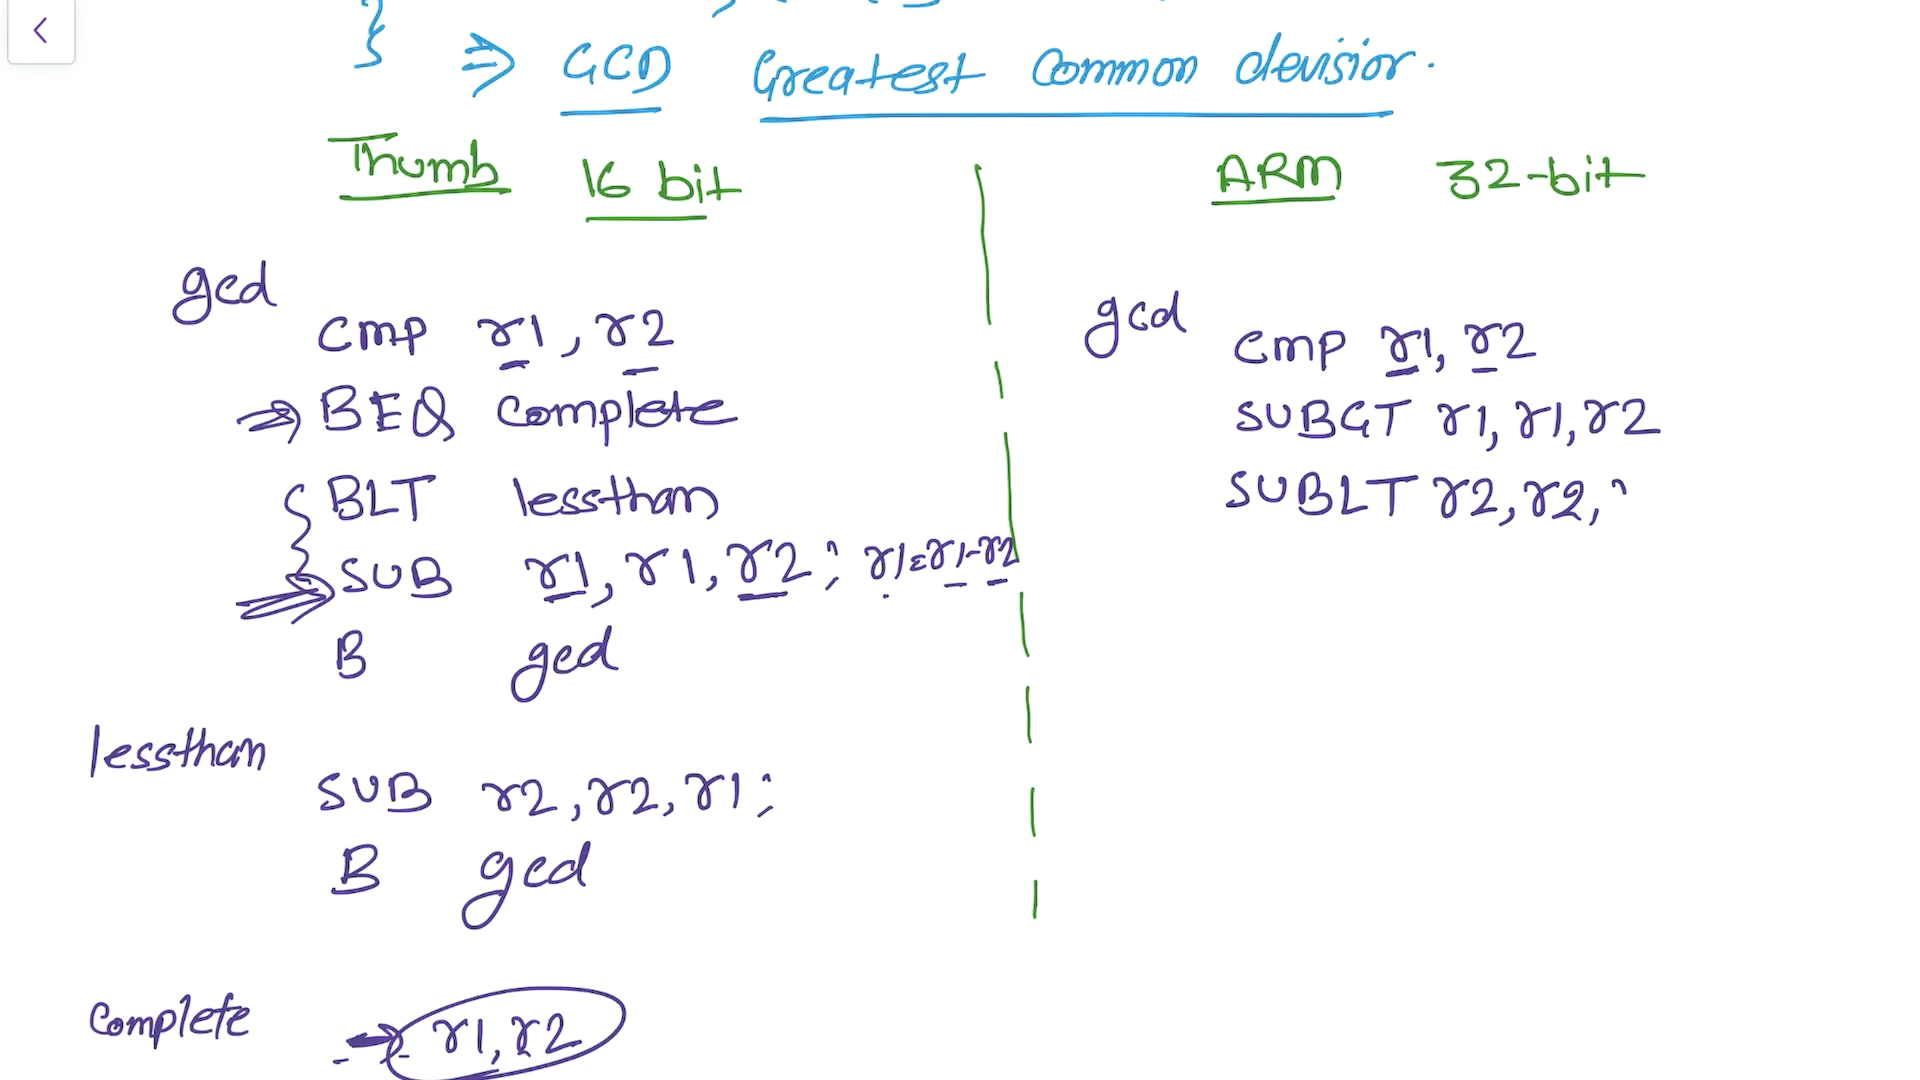 } ⇒ GCD Greatest Common devisior.
Thumb 16 bit
gcd
CMP r1, r2
⇒ BEQ Complete
BLT lessthan
SUB r1, r1, r2 ; r1=r1-r2
B gcd
lessthan
SUB r2, r2, r1 ;
B gcd
Complete
→ r1, r2
ARM 32-bit
gcd
CMP r1, r2
SUBGT r1, r1, r2
SUBLT r2, r2,